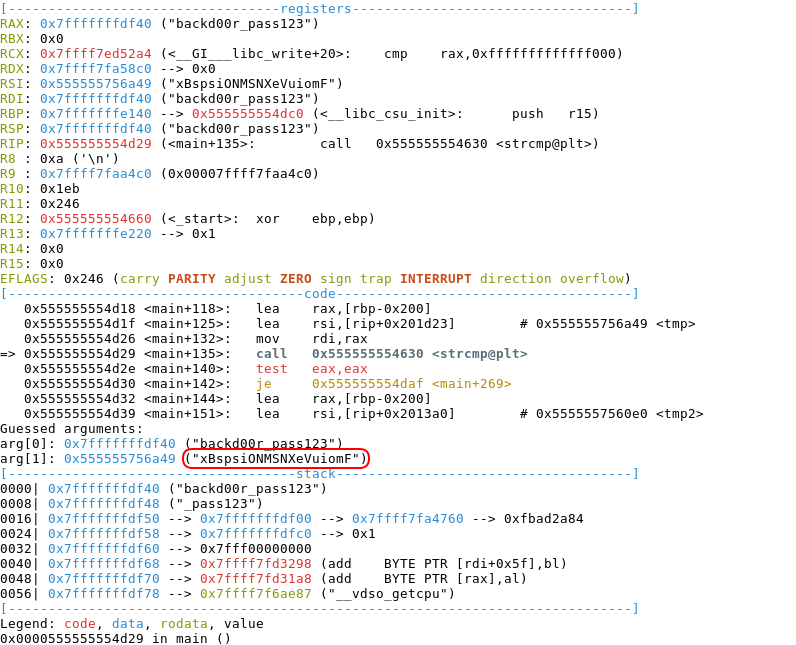 [----------------------------------registers-----------------------------------]
RAX: 0x7fffffffdf40 ("backd00r_pass123")
RBX: 0x0
RCX: 0x7ffff7ed52a4 (<__GI___libc_write+20>:    cmp    rax,0xfffffffffffff000)
RDX: 0x7ffff7fa58c0 --> 0x0
RSI: 0x555555756a49 ("xBspsiONMSNXeVuiomF")
RDI: 0x7fffffffdf40 ("backd00r_pass123")
RBP: 0x7fffffffe140 --> 0x555555554dc0 (<__libc_csu_init>:      push   r15)
RSP: 0x7fffffffdf40 ("backd00r_pass123")
RIP: 0x555555554d29 (<main+135>:        call   0x555555554630 <strcmp@plt>)
R8 : 0xa ('\n')
R9 : 0x7ffff7faa4c0 (0x00007ffff7faa4c0)
R10: 0x1eb
R11: 0x246
R12: 0x555555554660 (<_start>:  xor    ebp,ebp)
R13: 0x7fffffffe220 --> 0x1
R14: 0x0
R15: 0x0
EFLAGS: 0x246 (carry PARITY adjust ZERO sign trap INTERRUPT direction overflow)
[-------------------------------------code-------------------------------------]
   0x555555554d18 <main+118>:   lea    rax,[rbp-0x200]
   0x555555554d1f <main+125>:   lea    rsi,[rip+0x201d23]        # 0x555555756a49 <tmp>
   0x555555554d26 <main+132>:   mov    rdi,rax
=> 0x555555554d29 <main+135>:   call   0x555555554630 <strcmp@plt>
   0x555555554d2e <main+140>:   test   eax,eax
   0x555555554d30 <main+142>:   je     0x555555554daf <main+269>
   0x555555554d32 <main+144>:   lea    rax,[rbp-0x200]
   0x555555554d39 <main+151>:   lea    rsi,[rip+0x2013a0]        # 0x5555557560e0 <tmp2>
Guessed arguments:
arg[0]: 0x7fffffffdf40 ("backd00r_pass123")
arg[1]: 0x555555756a49 ("xBspsiONMSNXeVuiomF")
[------------------------------------stack-------------------------------------]
0000| 0x7fffffffdf40 ("backd00r_pass123")
0008| 0x7fffffffdf48 ("_pass123")
0016| 0x7fffffffdf50 --> 0x7fffffffdf00 --> 0x7ffff7fa4760 --> 0xfbad2a84
0024| 0x7fffffffdf58 --> 0x7fffffffdfc0 --> 0x1
0032| 0x7fffffffdf60 --> 0x7fff00000000
0040| 0x7fffffffdf68 --> 0x7ffff7fd3298 (add    BYTE PTR [rdi+0x5f],bl)
0048| 0x7fffffffdf70 --> 0x7ffff7fd31a8 (add    BYTE PTR [rax],al)
0056| 0x7fffffffdf78 --> 0x7ffff7f6ae87 ("__vdso_getcpu")
[------------------------------------------------------------------------------]
Legend: code, data, rodata, value
0x0000555555554d29 in main ()